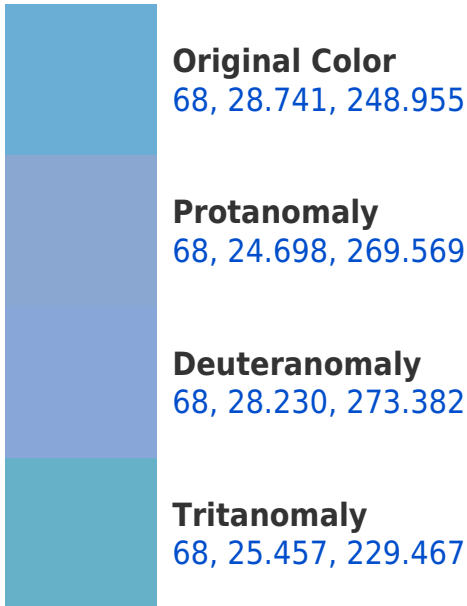 Original Color
68, 28.741, 248.955
Protanomaly
68, 24.698, 269.569
Deuteranomaly
68, 28.230, 273.382
Tritanomaly
68, 25.457, 229.467